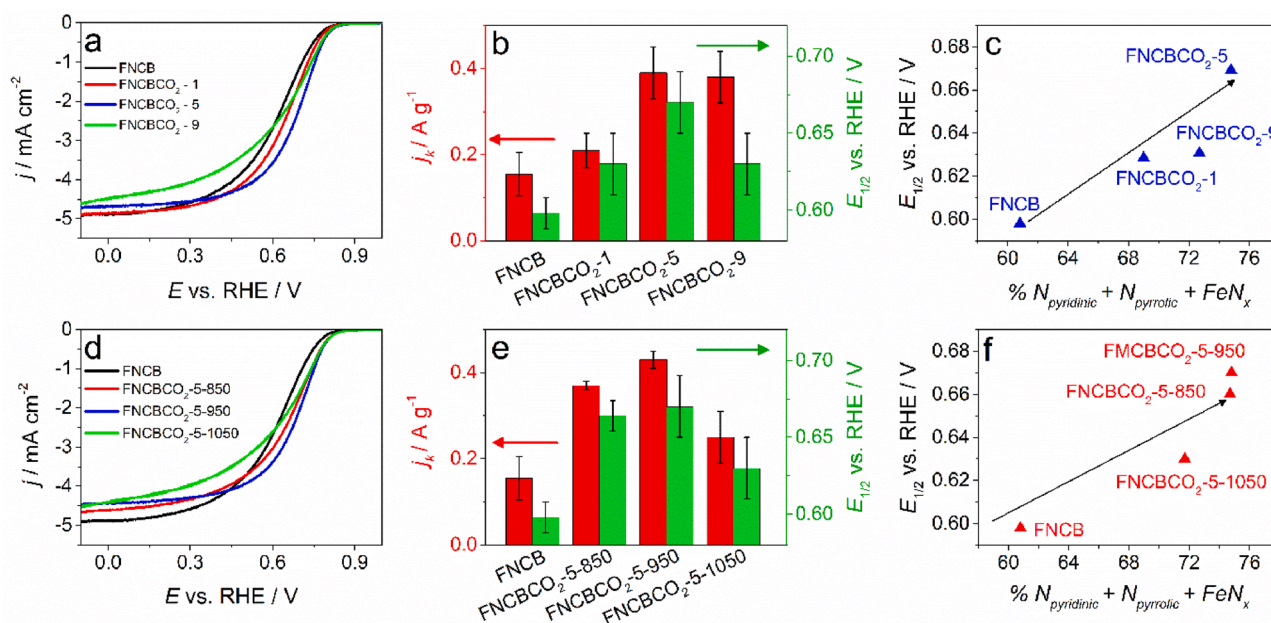 a
FNCB
FNCBCO2 - 1
FNCBCO2 - 5
FNCBCO2 - 9
0
-1
-2
-3
-4
-5
j / mA cm-2
0.0 0.3 0.6 0.9
E vs. RHE / V
b
0.4
0.2
0.0
jk / A g-1
0.70
0.65
0.60
E1/2 vs. RHE / V
FNCB
FNCBCO2-1
FNCBCO2-5
FNCBCO2-9
c
0.68
0.66
0.64
0.62
0.60
E1/2 vs. RHE / V
FNCBCO2-5
FNCBCO2-9
FNCBCO2-1
FNCB
60 64 68 72 76
% Npyridinic + Npyrrolic + FeNx
d
FNCB
FNCBCO2-5-850
FNCBCO2-5-950
FNCBCO2-5-1050
0
-1
-2
-3
-4
-5
j / mA cm-2
0.0 0.3 0.6 0.9
E vs. RHE / V
e
0.4
0.2
0.0
jk / A g-1
0.70
0.65
0.60
E1/2 vs. RHE / V
FNCB
FNCBCO2-5-850
FNCBCO2-5-950
FNCBCO2-5-1050
f
0.68
0.66
0.64
0.62
0.60
E1/2 vs. RHE / V
FMCBCO2-5-950
FNCBCO2-5-850
FNCBCO2-5-1050
FNCB
60 64 68 72 76
% Npyridinic + Npyrrolic + FeNx